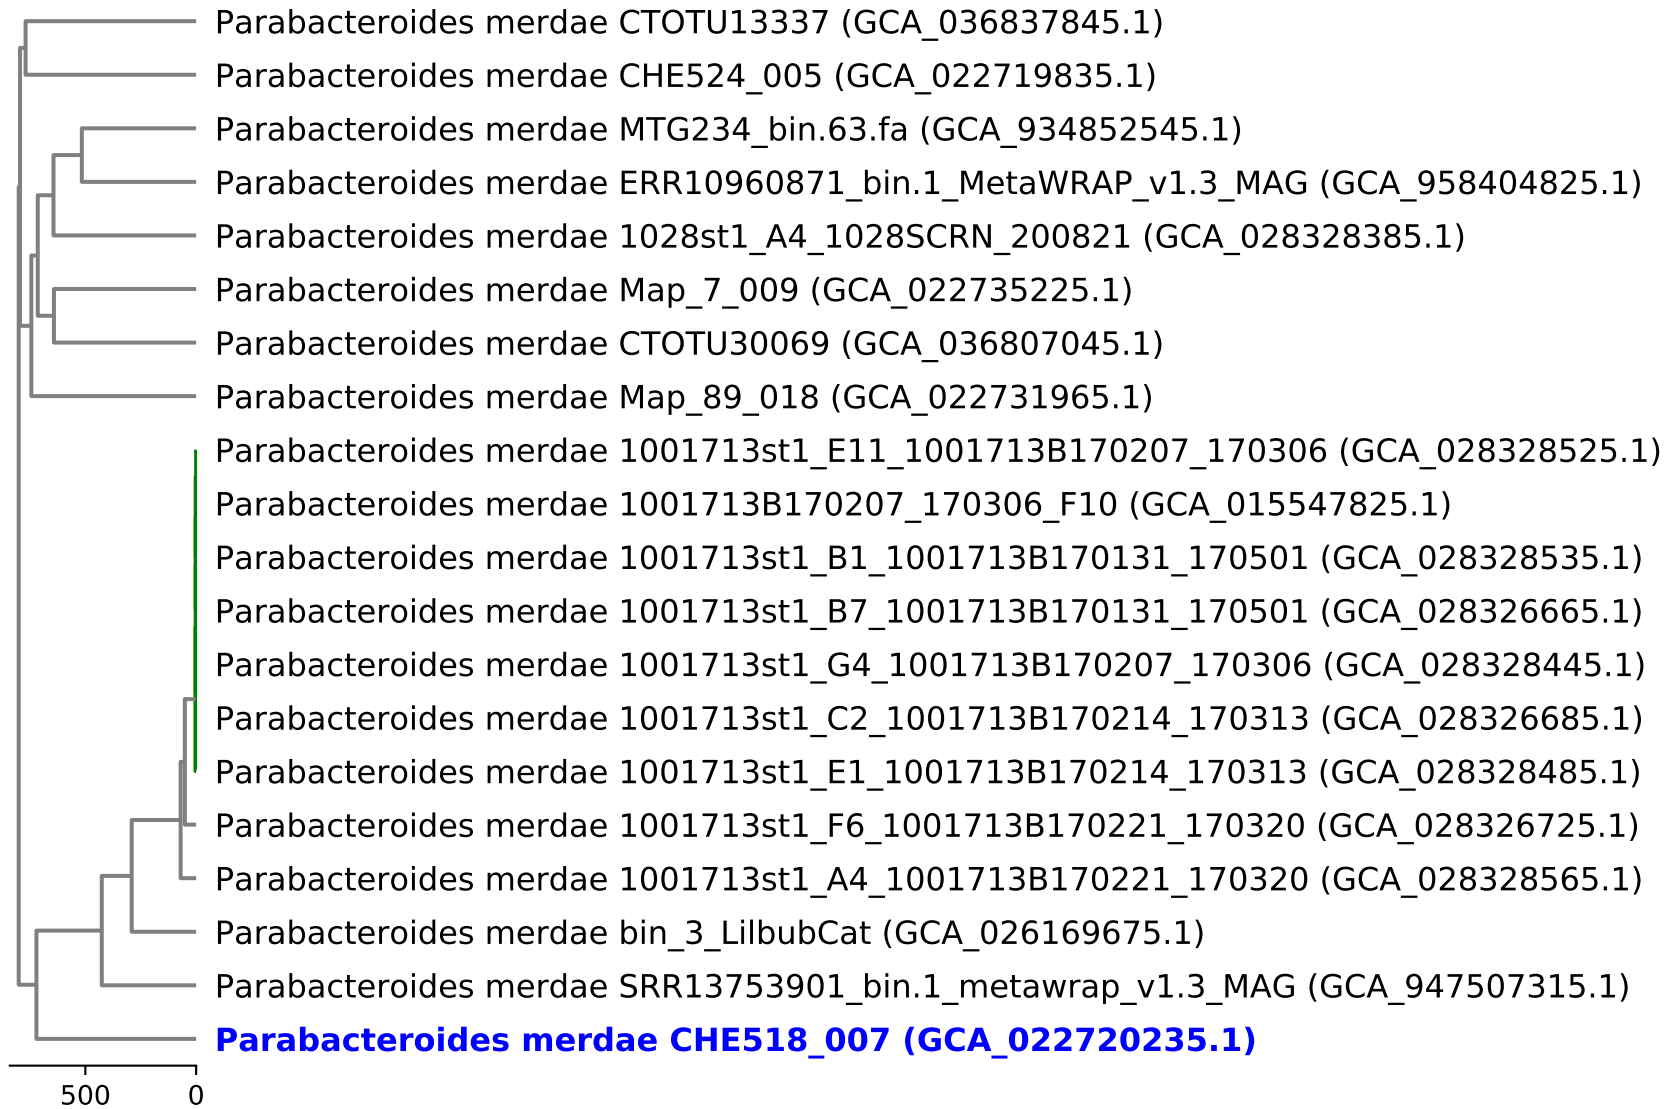 Parabacteroides merdae CTOTU13337 (GCA_036837845.1)
Parabacteroides merdae CHE524_005 (GCA_022719835.1)
Parabacteroides merdae MTG234_bin.63.fa (GCA_934852545.1)
Parabacteroides merdae ERR10960871_bin.1_MetaWRAP_v1.3_MAG (GCA_958404825.1)
Parabacteroides merdae 1028st1_A4_1028SCRN_200821 (GCA_028328385.1)
Parabacteroides merdae Map_7_009 (GCA_022735225.1)
Parabacteroides merdae CTOTU30069 (GCA_036807045.1)
Parabacteroides merdae Map_89_018 (GCA_022731965.1)
Parabacteroides merdae 1001713st1_E11_1001713B170207_170306 (GCA_028328525.1)
Parabacteroides merdae 1001713B170207_170306_F10 (GCA_015547825.1)
Parabacteroides merdae 1001713st1_B1_1001713B170131_170501 (GCA_028328535.1)
Parabacteroides merdae 1001713st1_B7_1001713B170131_170501 (GCA_028326665.1)
Parabacteroides merdae 1001713st1_G4_1001713B170207_170306 (GCA_028328445.1)
Parabacteroides merdae 1001713st1_C2_1001713B170214_170313 (GCA_028326685.1)
Parabacteroides merdae 1001713st1_E1_1001713B170214_170313 (GCA_028328485.1)
Parabacteroides merdae 1001713st1_F6_1001713B170221_170320 (GCA_028326725.1)
Parabacteroides merdae 1001713st1_A4_1001713B170221_170320 (GCA_028328565.1)
Parabacteroides merdae bin_3_LilbubCat (GCA_026169675.1)
Parabacteroides merdae SRR13753901_bin.1_metawrap_v1.3_MAG (GCA_947507315.1)
Parabacteroides merdae CHE518_007 (GCA_022720235.1)
500 0